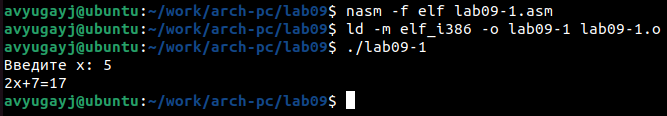 avyugayj@ubuntu:~/work/arch-pc/lab09$ nasm -f elf lab09-1.asm
avyugayj@ubuntu:~/work/arch-pc/lab09$ ld -m elf_i386 -o lab09-1 lab09-1.o
avyugayj@ubuntu:~/work/arch-pc/lab09$ ./lab09-1
Введите x: 5
2x+7=17
avyugayj@ubuntu:~/work/arch-pc/lab09$